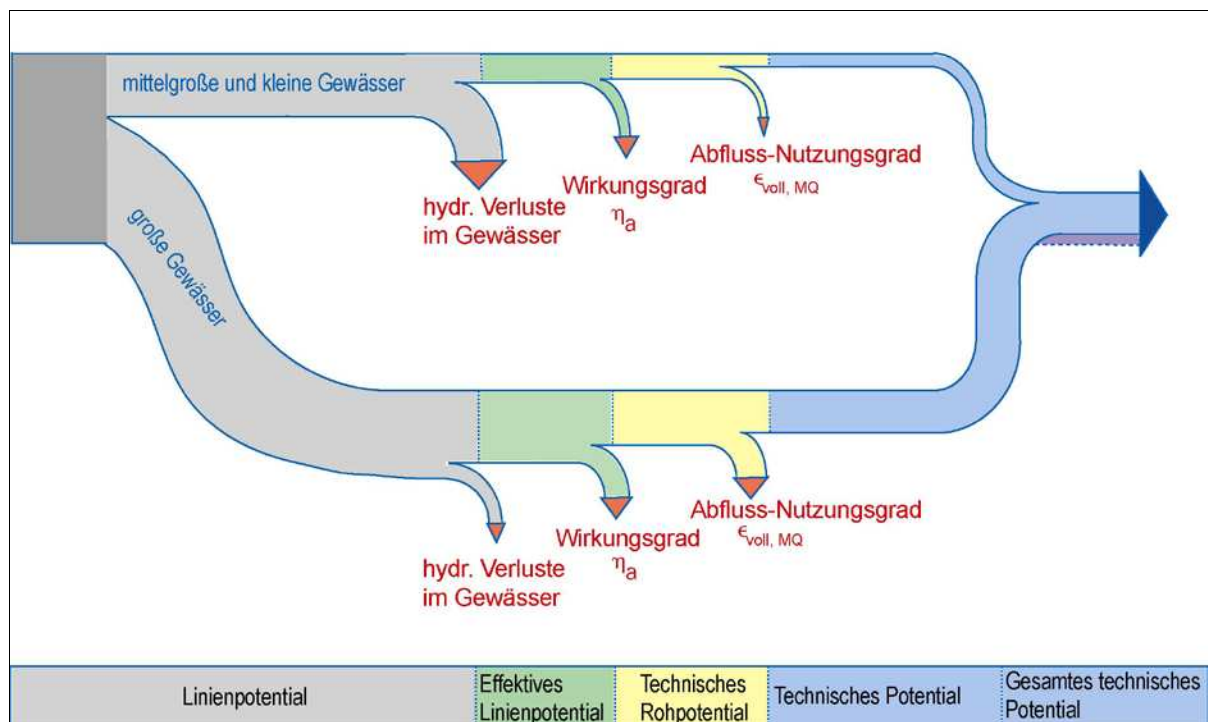 mittelgroße und kleine Gewässer
große Gewässer
hydr. Verluste
im Gewässer
Wirkungsgrad
ηa
Abfluss-Nutzungsgrad
ϵvoll, MQ
hydr. Verluste
im Gewässer
Wirkungsgrad
ηa
Abfluss-Nutzungsgrad
ϵvoll, MQ
Linienpotential
Effektives
Linienpotential
Technisches
Rohpotential
Technisches Potential
Gesamtes technisches
Potential